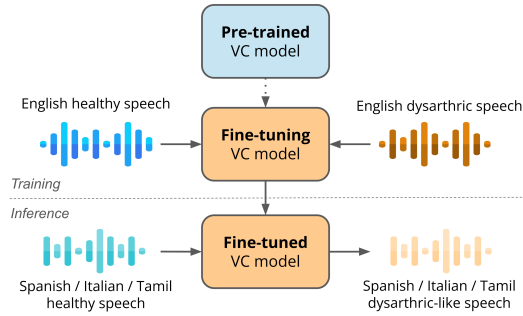 Pre-trained
VC model
English healthy speech
English dysarthric speech
Fine-tuning
VC model
Training
Inference
Fine-tuned
VC model
Spanish / Italian / Tamil
healthy speech
Spanish / Italian / Tamil
dysarthric-like speech